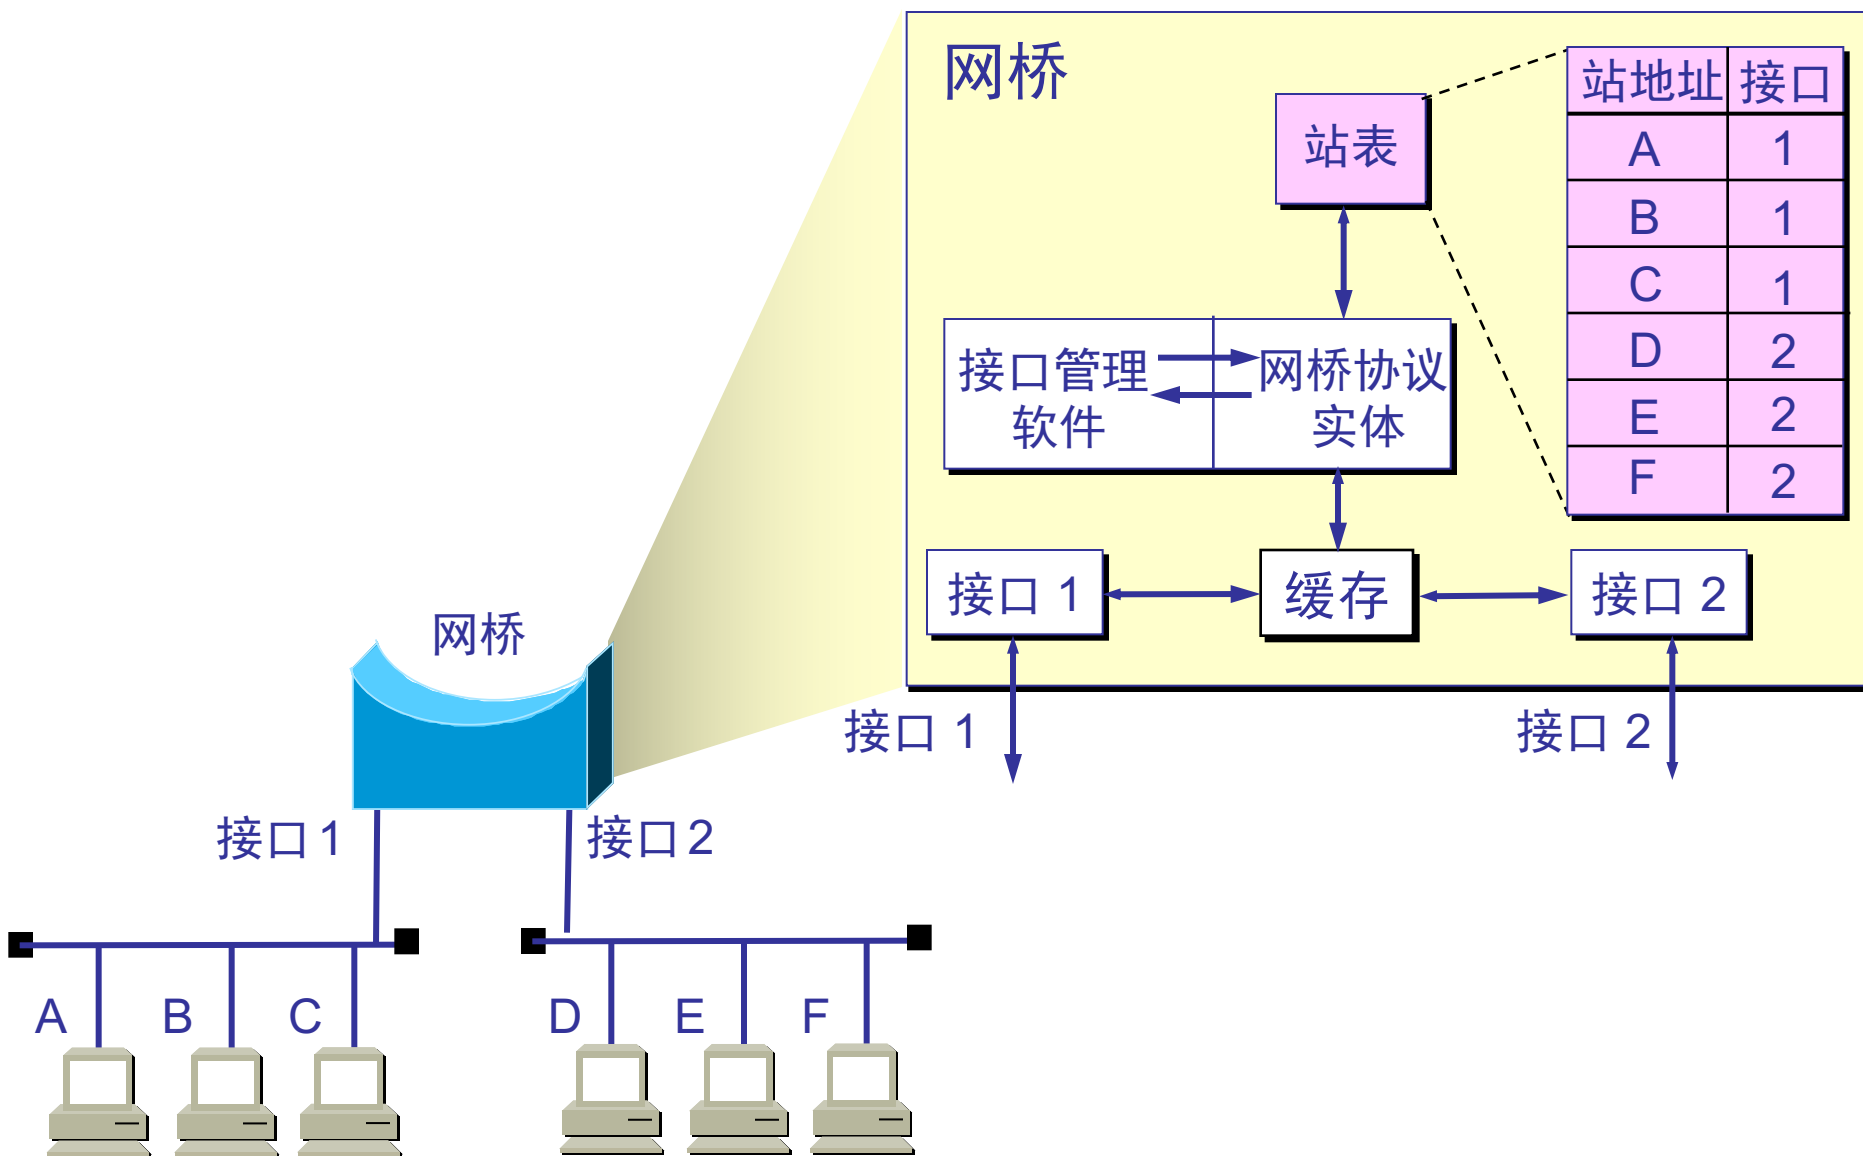 网桥
站表
站地址 接口
A 1
B 1
C 1
D 2
E 2
F 2
接口管理
软件
网桥协议
实体
接口 1
缓存
接口 2
接口 1
接口 2
网桥
接口 1
接口 2
A B C D E F